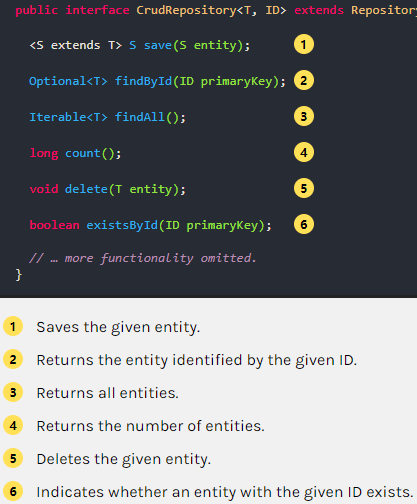 public interface CrudRepository<T, ID> extends Repository
<S extends T> S save(S entity); 1
Optional<T> findById(ID primaryKey); 2
Iterable<T> findAll(); 3
long count(); 4
void delete(T entity); 5
boolean existsById(ID primaryKey); 6
// … more functionality omitted.
}
1 Saves the given entity.
2 Returns the entity identified by the given ID.
3 Returns all entities.
4 Returns the number of entities.
5 Deletes the given entity.
6 Indicates whether an entity with the given ID exists.